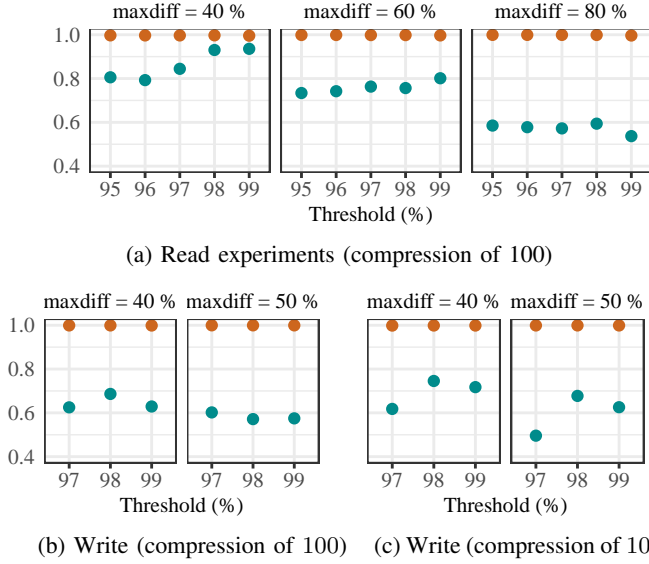 maxdiff = 40 % maxdiff = 60 % maxdiff = 80 %
1.0
0.8
0.6
0.4
95 96 97 98 99 95 96 97 98 99 95 96 97 98 99
Threshold (%)
(a) Read experiments (compression of 100)
maxdiff = 40 % maxdiff = 50 % maxdiff = 40 % maxdiff = 50 %
1.0
0.8
0.6
0.4
97 98 99 97 98 99 97 98 99 97 98 99
Threshold (%) Threshold (%)
(b) Write (compression of 100) (c) Write (compression of 10